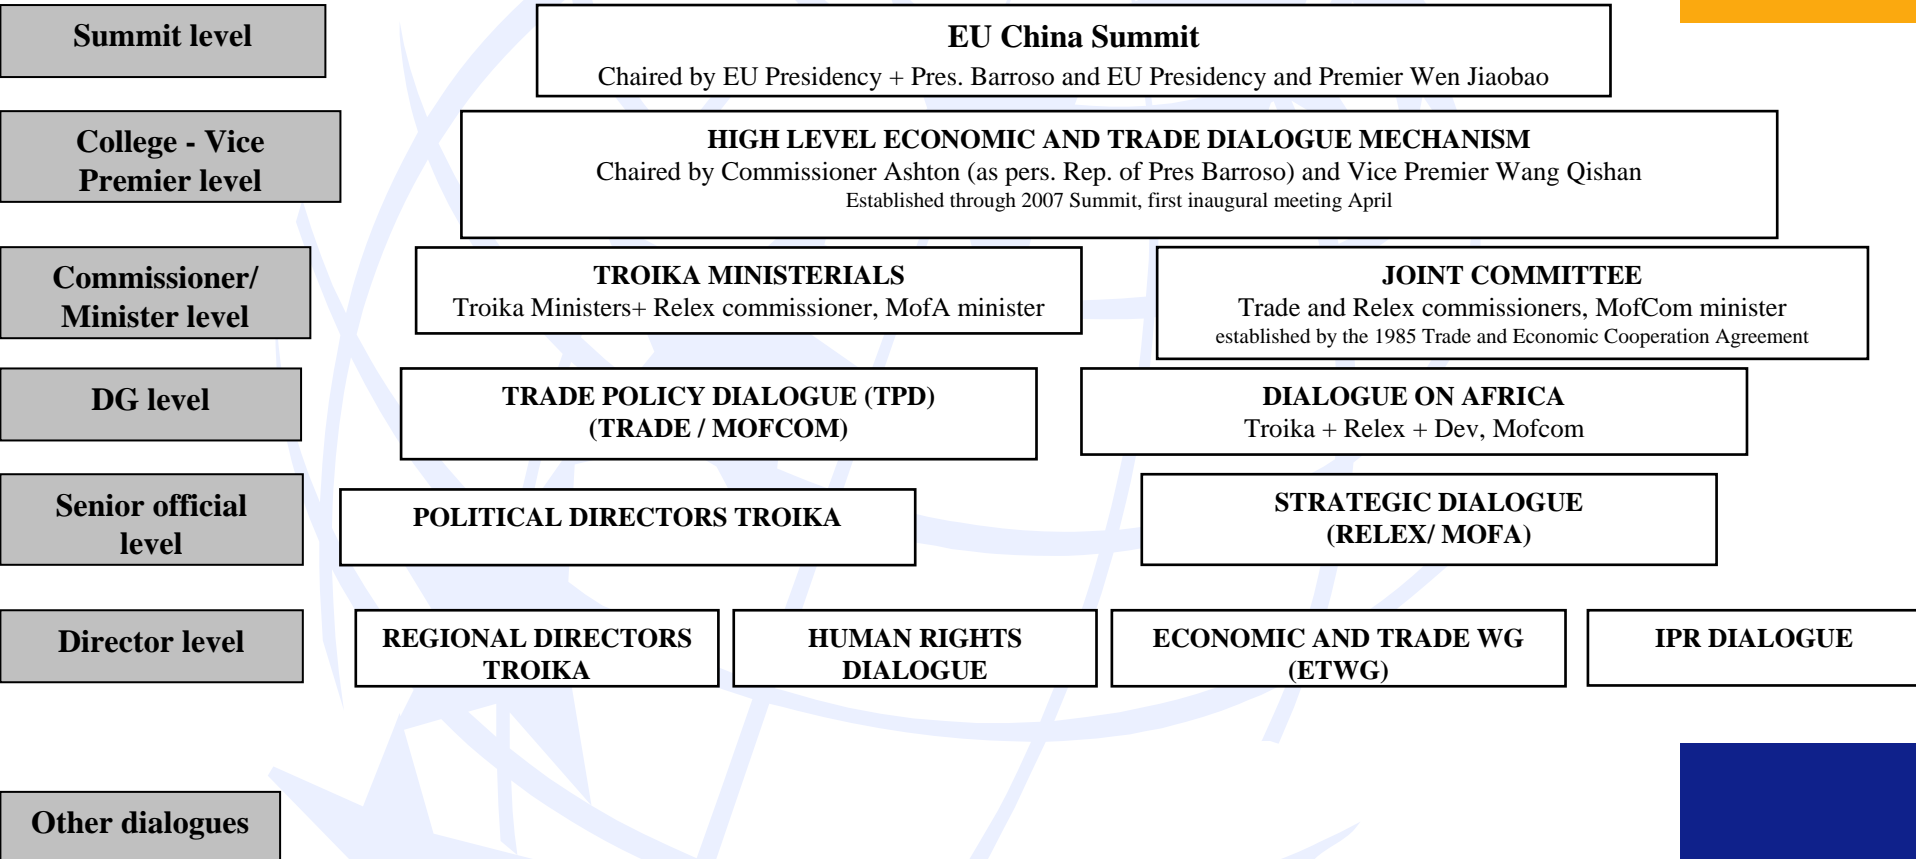 Summit level
EU China Summit
Chaired by EU Presidency + Pres. Barroso and EU Presidency and Premier Wen Jiaobao
College - Vice
Premier level
HIGH LEVEL ECONOMIC AND TRADE DIALOGUE MECHANISM
Chaired by Commissioner Ashton (as pers. Rep. of Pres Barroso) and Vice Premier Wang Qishan
Established through 2007 Summit, first inaugural meeting April
Commissioner/
Minister level
TROIKA MINISTERIALS
Troika Ministers+ Relex commissioner, MofA minister
JOINT COMMITTEE
Trade and Relex commissioners, MofCom minister
established by the 1985 Trade and Economic Cooperation Agreement
DG level
TRADE POLICY DIALOGUE (TPD)
(TRADE / MOFCOM)
DIALOGUE ON AFRICA
Troika + Relex + Dev, Mofcom
Senior official
level
POLITICAL DIRECTORS TROIKA
STRATEGIC DIALOGUE
(RELEX/ MOFA)
Director level
REGIONAL DIRECTORS
TROIKA
HUMAN RIGHTS
DIALOGUE
ECONOMIC AND TRADE WG
(ETWG)
IPR DIALOGUE
Other dialogues